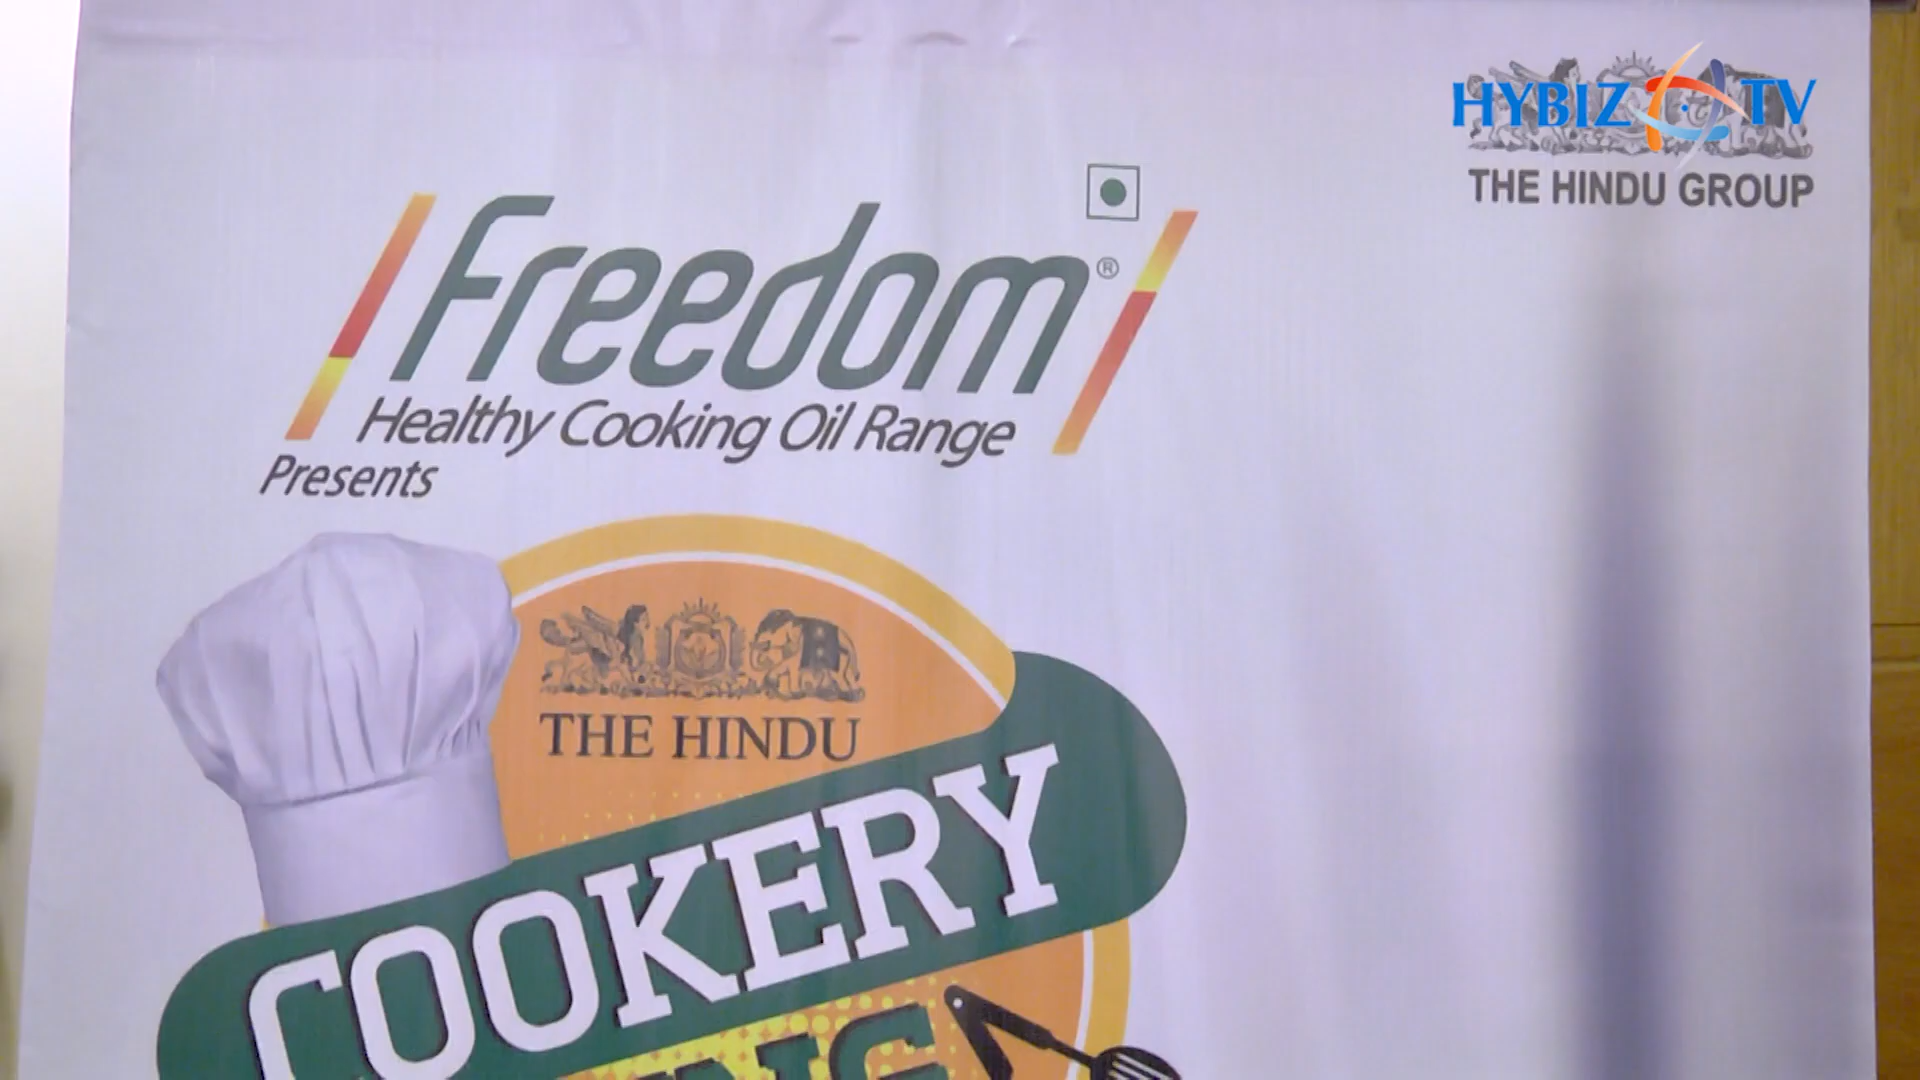 HYBIZ TV
THE HINDU GROUP
Freedom®
Healthy Cooking Oil Range
Presents
THE HINDU
COOKERY